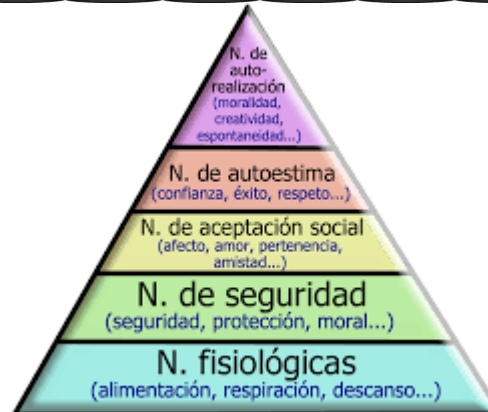 N. de
auto-
realización
(moralidad,
creatividad,
espontaneidad...)
N. de autoestima
(confianza, éxito, respeto...)
N. de aceptación social
(afecto, amor, pertenencia,
amistad...)
N. de seguridad
(seguridad, protección, moral...)
N. fisiológicas
(alimentación, respiración, descanso...)